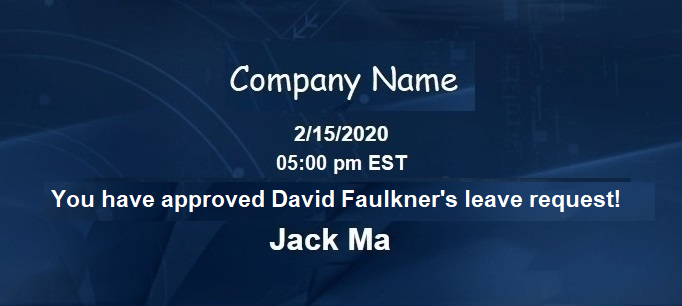 Company Name
2/15/2020
05:00 pm EST
You have approved David Faulkner's leave request!
Jack Ma